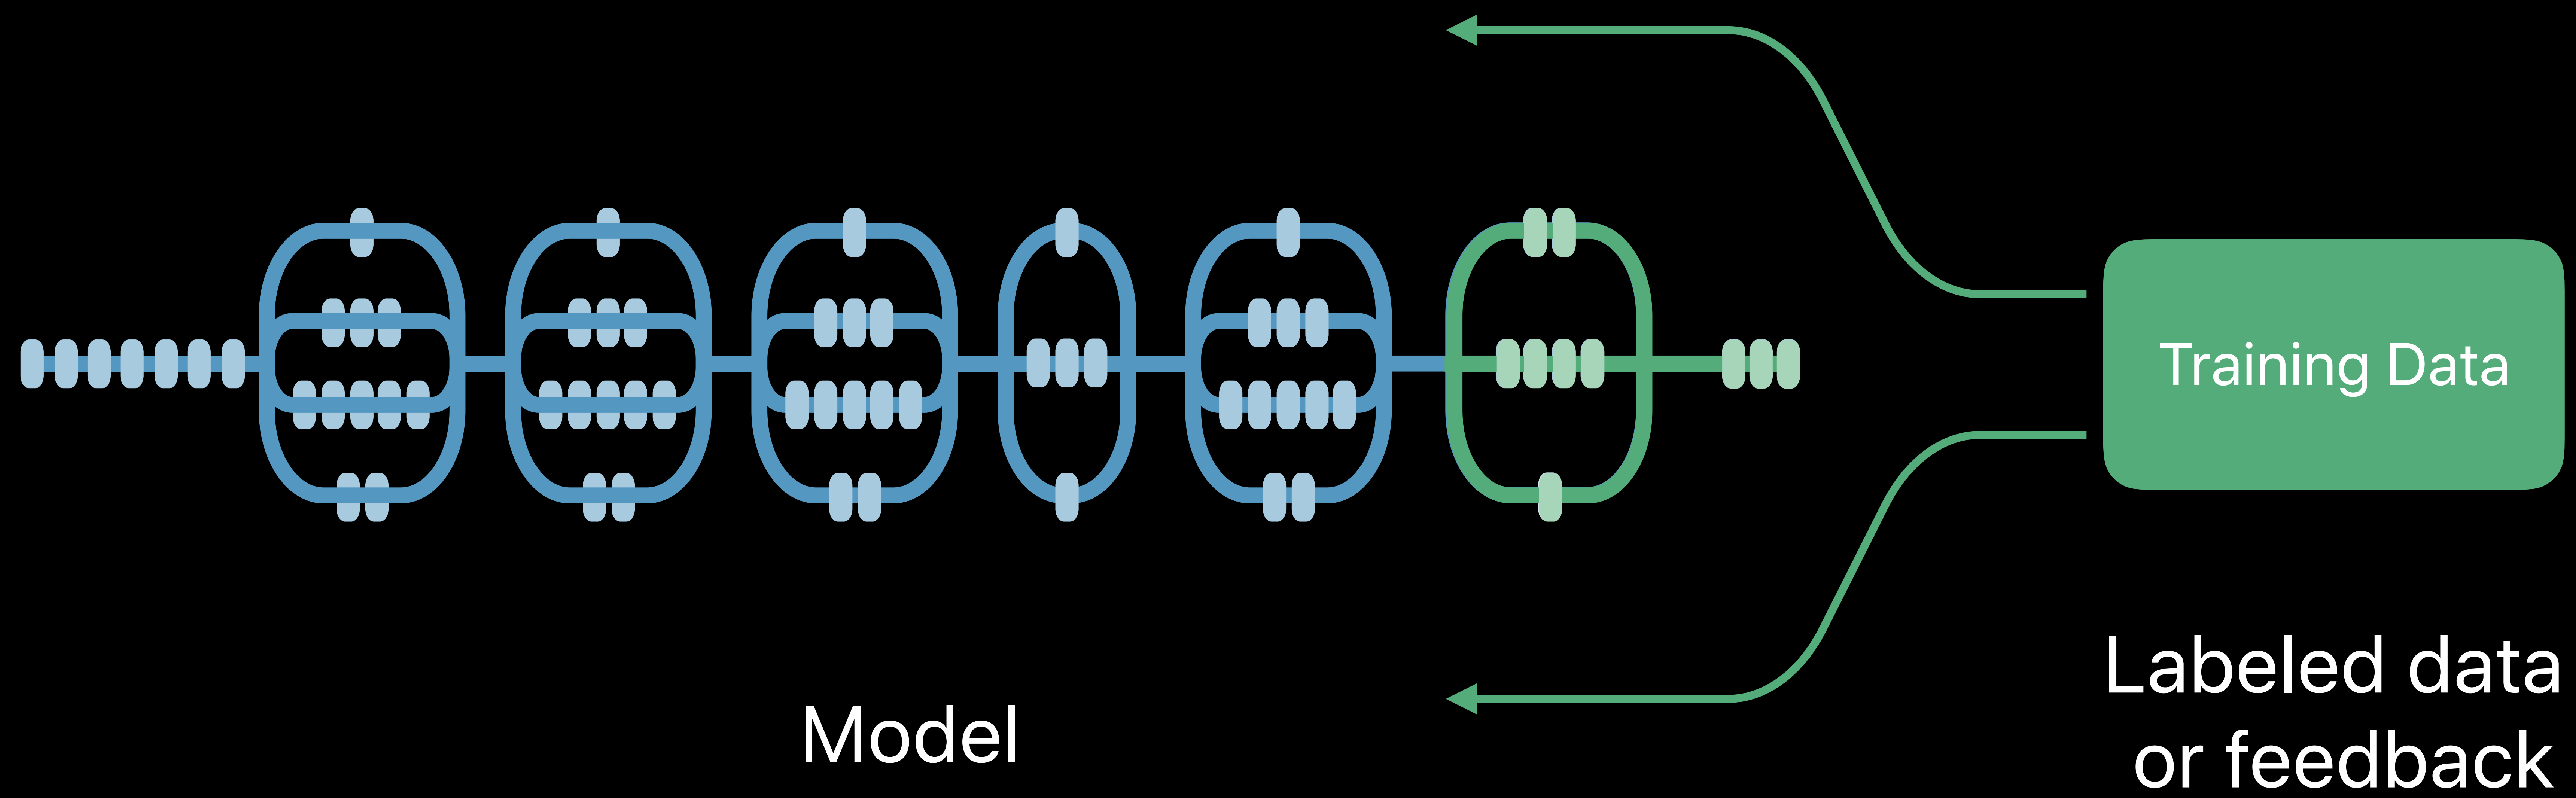 Training Data
Labeled data
or feedback
Model